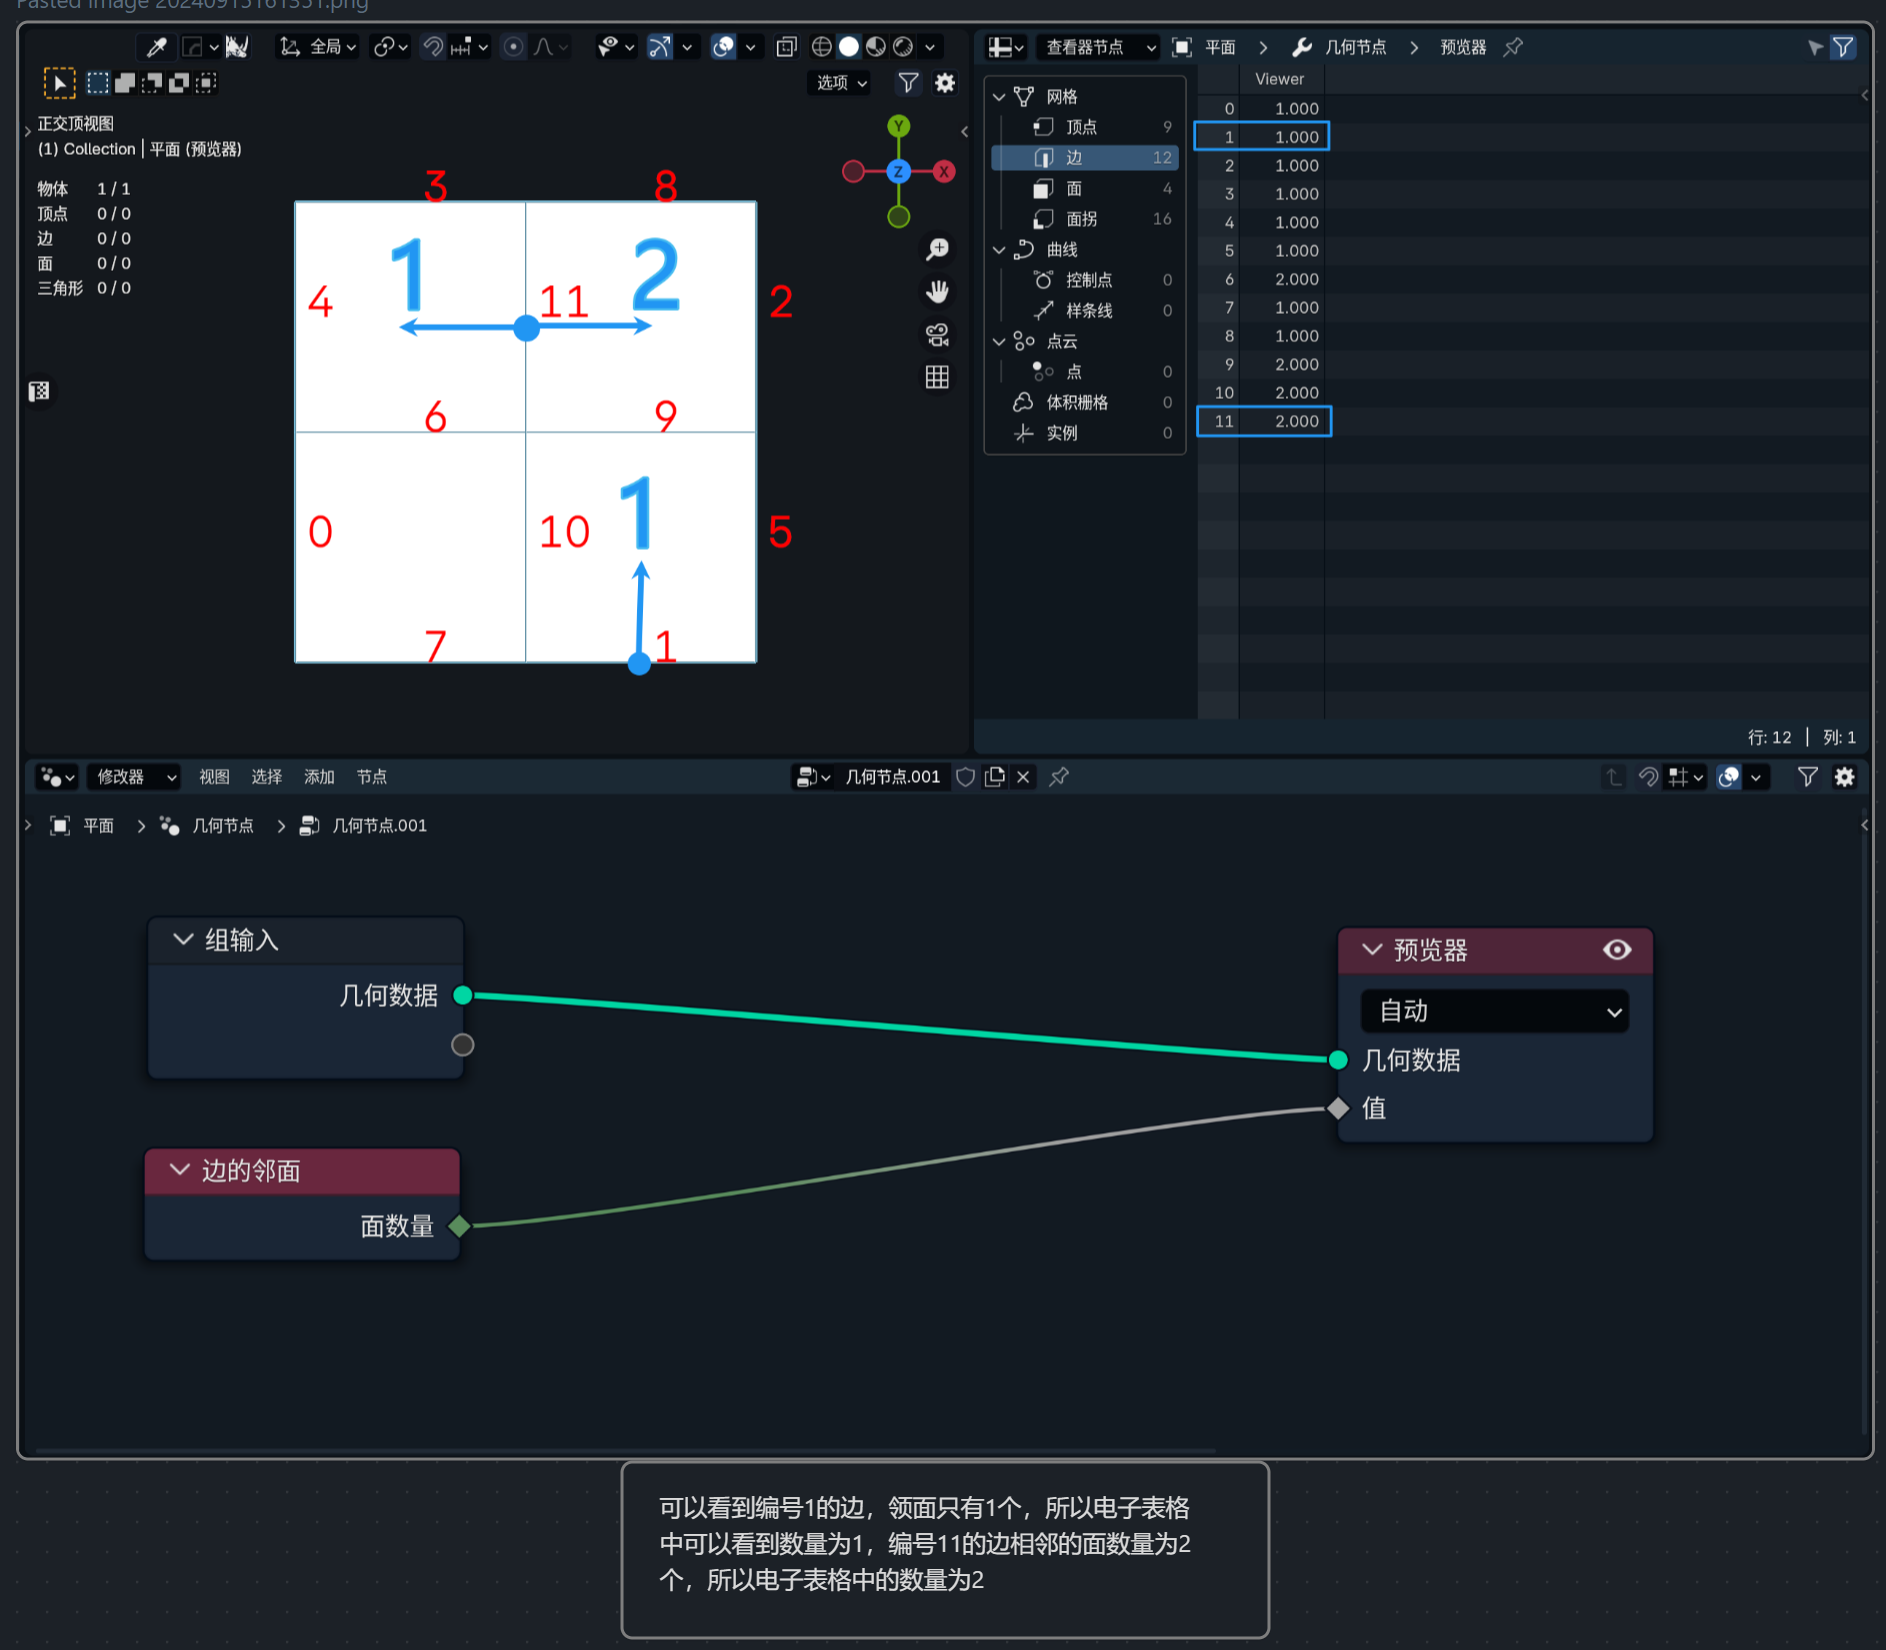 Pasted image 20240915161351.png
全局
选项
正交顶视图
(1) Collection | 平面 (预览器)
物体 1 / 1
顶点 0 / 0
边 0 / 0
面 0 / 0
三角形 0 / 0
Y
Z
X
3 8
1 2
4 11 2
6 9
1
0 10 5
7 1
查看器节点 平面 几何节点 预览器
网格
顶点 9
边 12
面 4
面拐 16
曲线
控制点 0
样条线 0
点云
点 0
体积栅格 0
实例 0
Viewer
0 1.000
1 1.000
2 1.000
3 1.000
4 1.000
5 1.000
6 2.000
7 1.000
8 1.000
9 2.000
10 2.000
11 2.000
行: 12 | 列: 1
修改器 视图 选择 添加 节点 几何节点.001
平面 几何节点 几何节点.001
组输入
几何数据
边的邻面
面数量
预览器
自动
几何数据
值
可以看到编号1的边，领面只有1个，所以电子表格
中可以看到数量为1，编号11的边相邻的面数量为2
个，所以电子表格中的数量为2